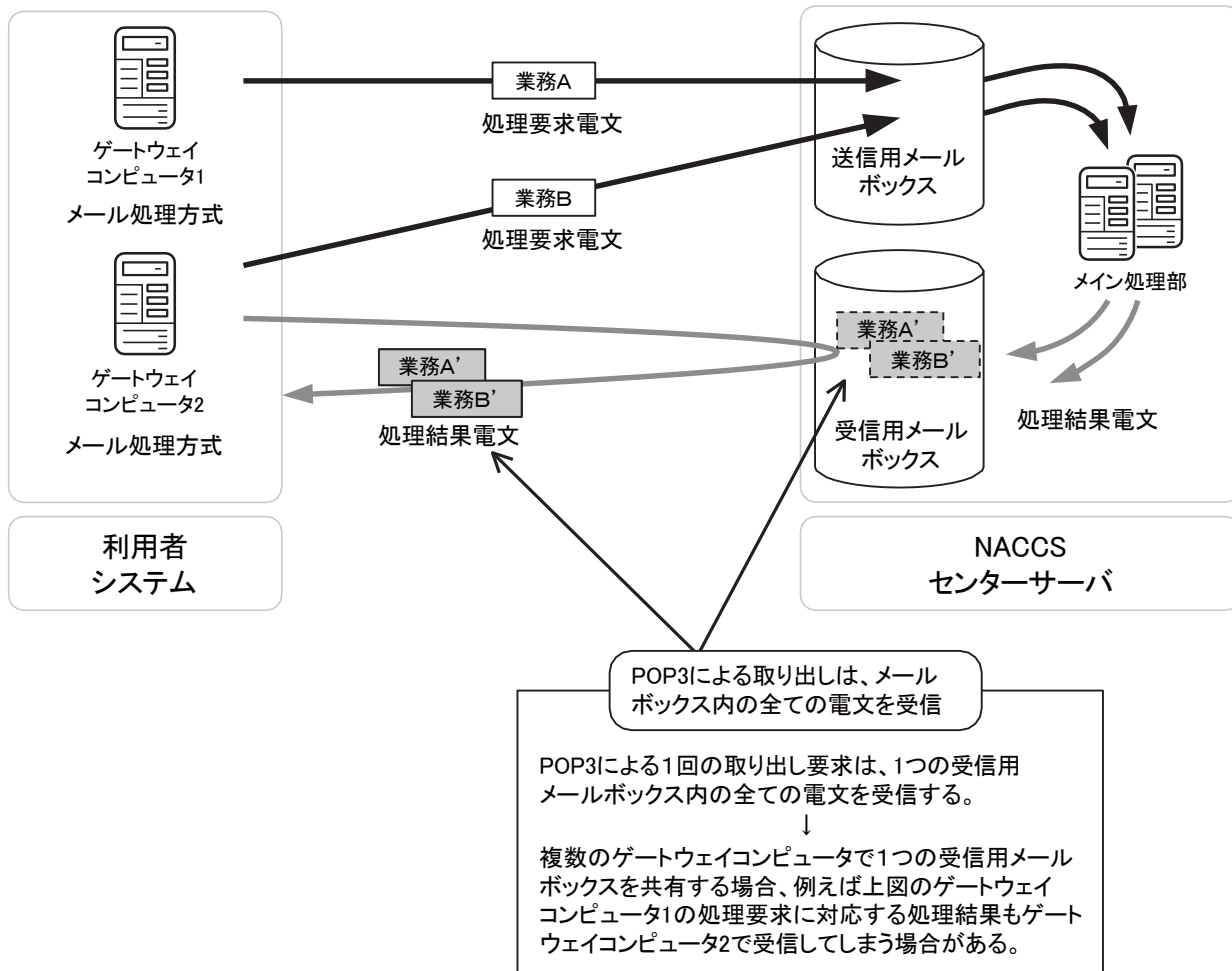 業務A
処理要求電文
ゲートウェイ
コンピュータ1
メール処理方式
送信用メール
ボックス
業務B
処理要求電文
メイン処理部
ゲートウェイ
コンピュータ2
メール処理方式
業務A'
業務B'
処理結果電文
業務A'
業務B'
受信用メール
ボックス
処理結果電文
利用者
システム
NACCS
センターサーバ
POP3による取り出しは、メール
ボックス内の全ての電文を受信
POP3による1回の取り出し要求は、1つの受信用
メールボックス内の全ての電文を受信する。
↓
複数のゲートウェイコンピュータで1つの受信用メール
ボックスを共有する場合、例えば上図のゲートウェイ
コンピュータ1の処理要求に対応する処理結果もゲート
ウェイコンピュータ2で受信してしまう場合がある。